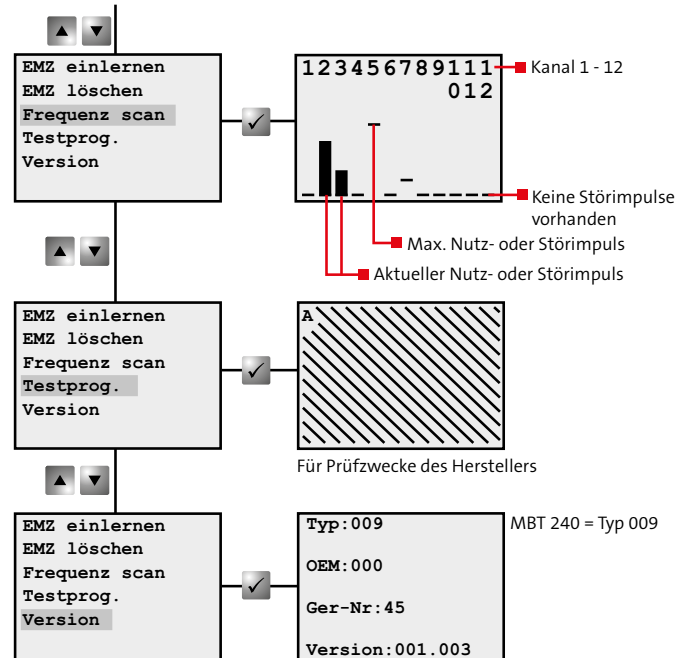 EMZ einlernen
EMZ löschen
Frequenz scan
Testprog.
Version
123456789111
012
Kanal 1 - 12
Keine Störimpulse
vorhanden
Max. Nutz- oder Störimpuls
Aktueller Nutz- oder Störimpuls
EMZ einlernen
EMZ löschen
Frequenz scan
Testprog.
Version
A
Für Prüfzwecke des Herstellers
EMZ einlernen
EMZ löschen
Frequenz scan
Testprog.
Version
Typ:009
OEM:000
Ger-Nr:45
Version:001.003
MBT 240 = Typ 009